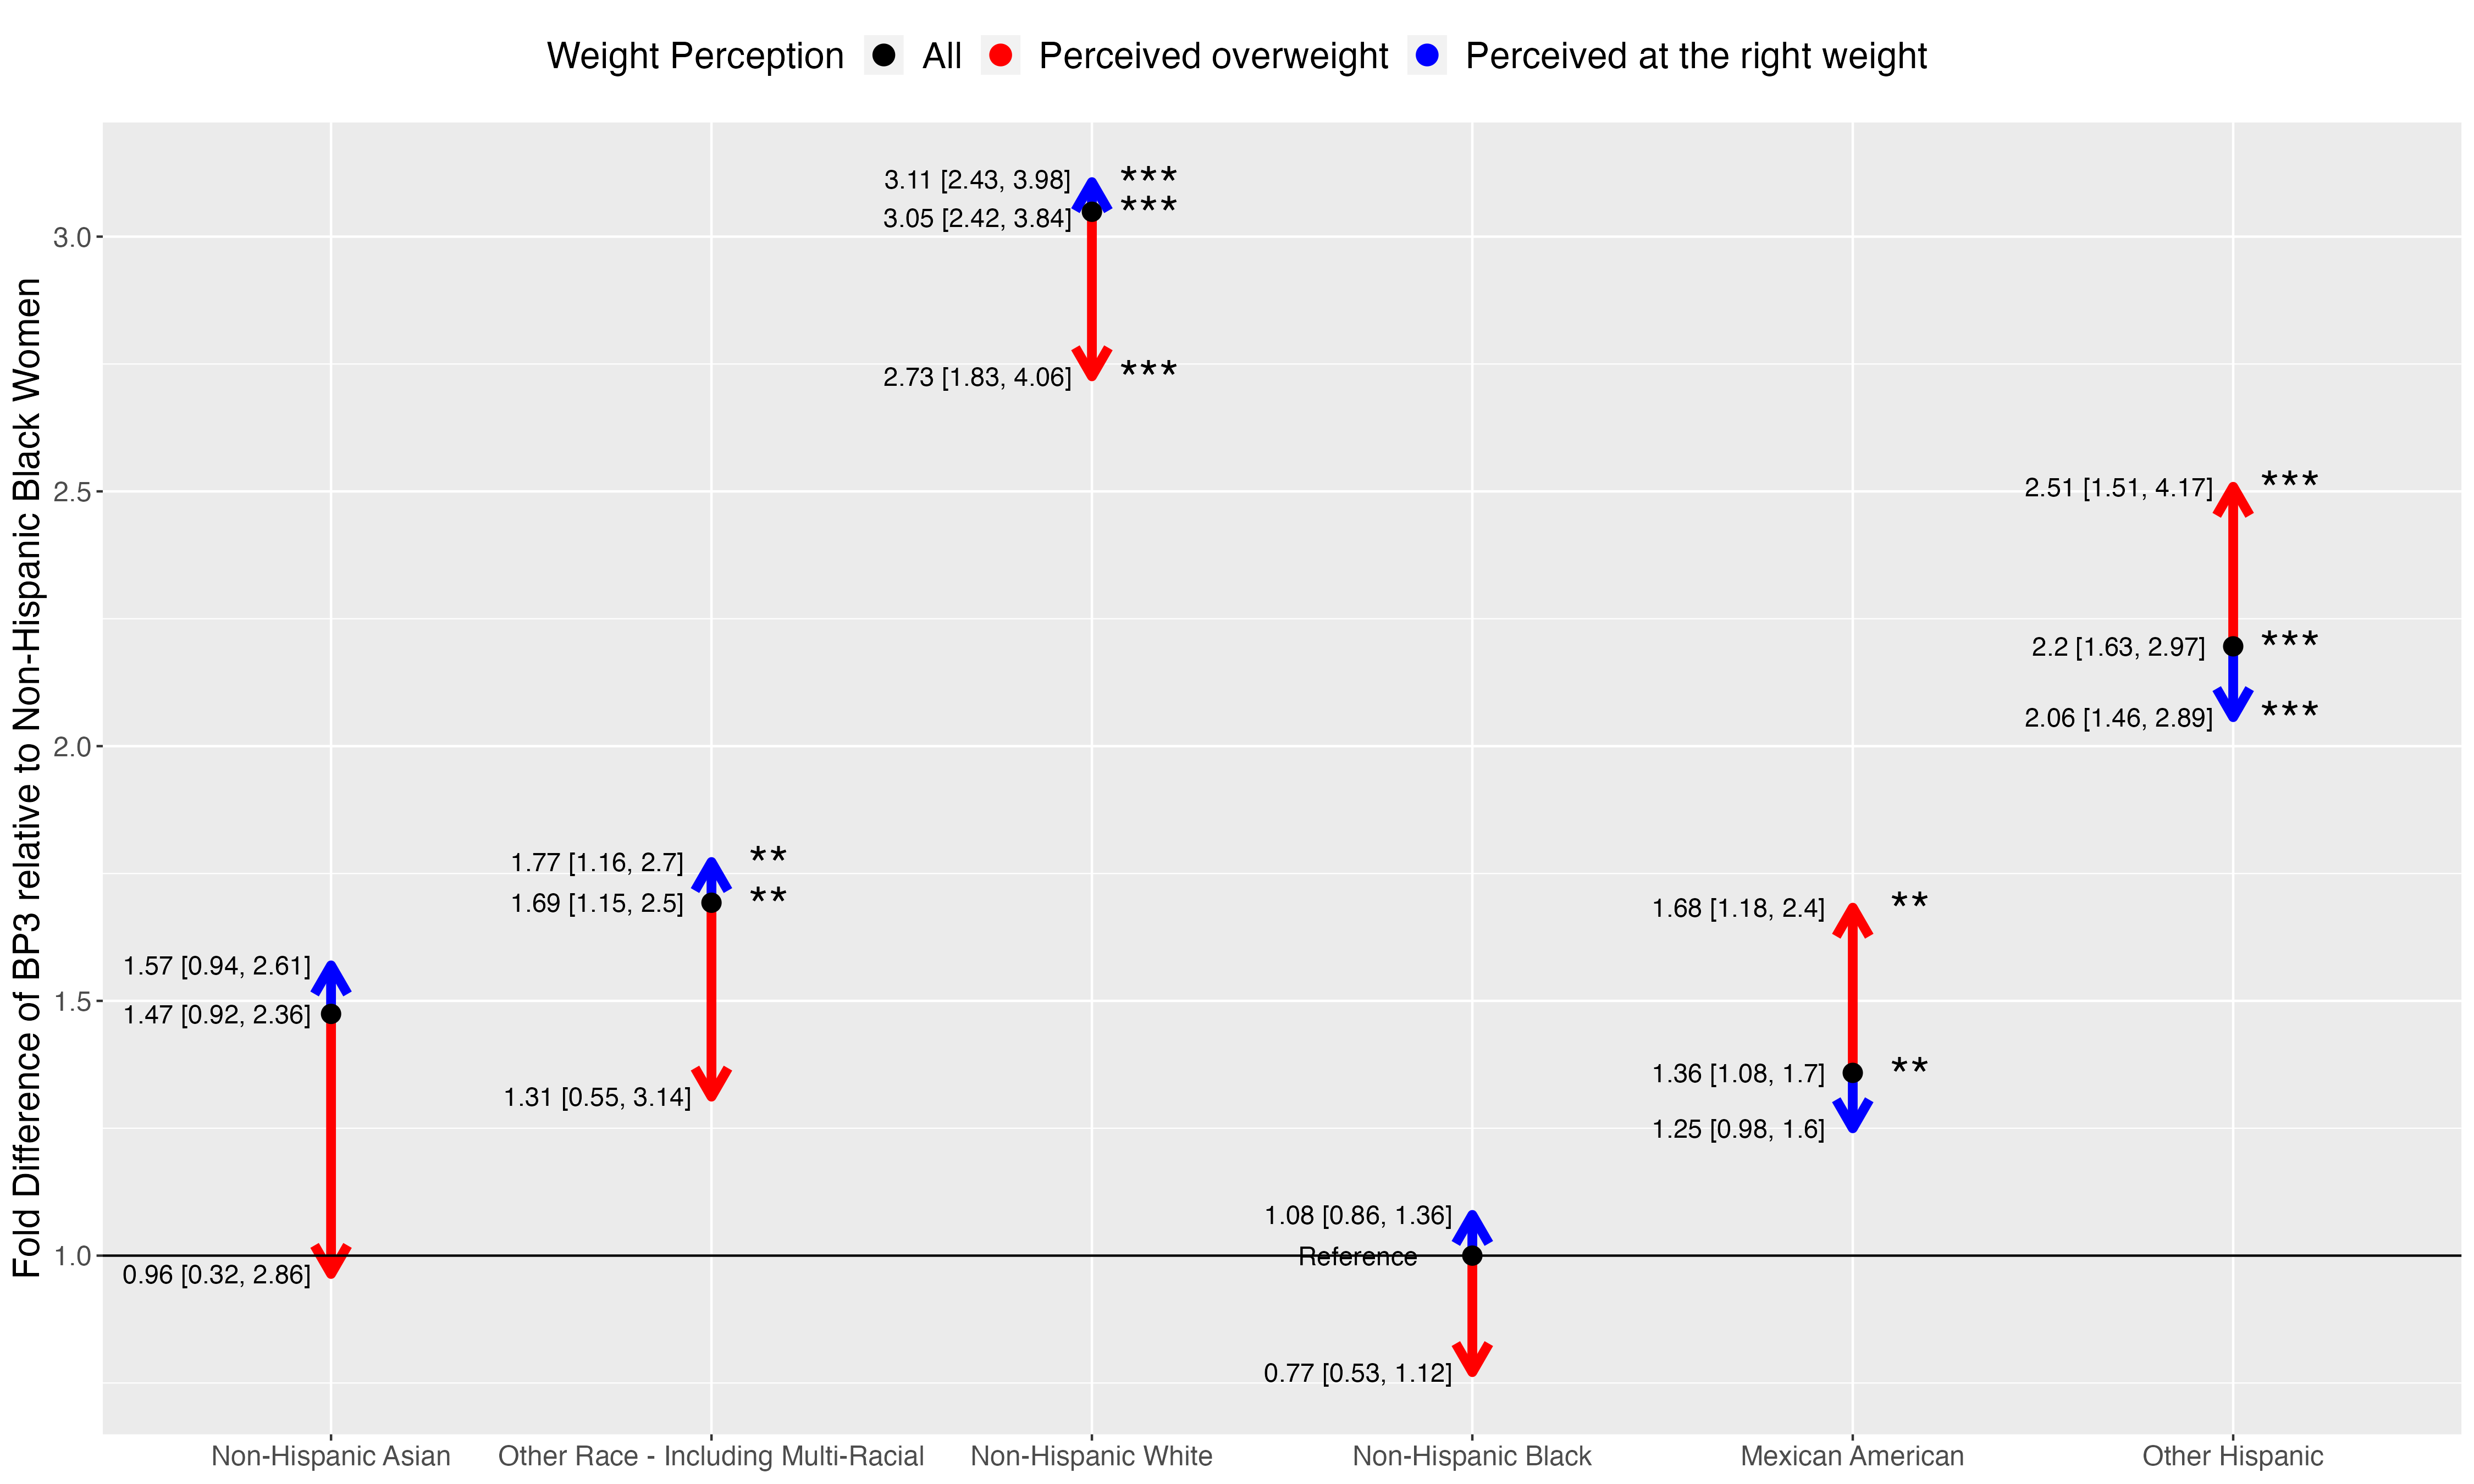 Weight Perception All Perceived overweight Perceived at the right weight
Fold Difference of BP3 relative to Non-Hispanic Black Women
3.0
2.5
2.0
1.5
1.0
1.57 [0.94, 2.61]
1.47 [0.92, 2.36]
0.96 [0.32, 2.86]
1.77 [1.16, 2.7] **
1.69 [1.15, 2.5] **
1.31 [0.55, 3.14]
3.11 [2.43, 3.98] ***
3.05 [2.42, 3.84] ***
2.73 [1.83, 4.06] ***
1.08 [0.86, 1.36]
Reference
0.77 [0.53, 1.12]
1.68 [1.18, 2.4] **
1.36 [1.08, 1.7] **
1.25 [0.98, 1.6]
2.51 [1.51, 4.17] ***
2.2 [1.63, 2.97] ***
2.06 [1.46, 2.89] ***
Non-Hispanic Asian Other Race - Including Multi-Racial Non-Hispanic White Non-Hispanic Black Mexican American Other Hispanic